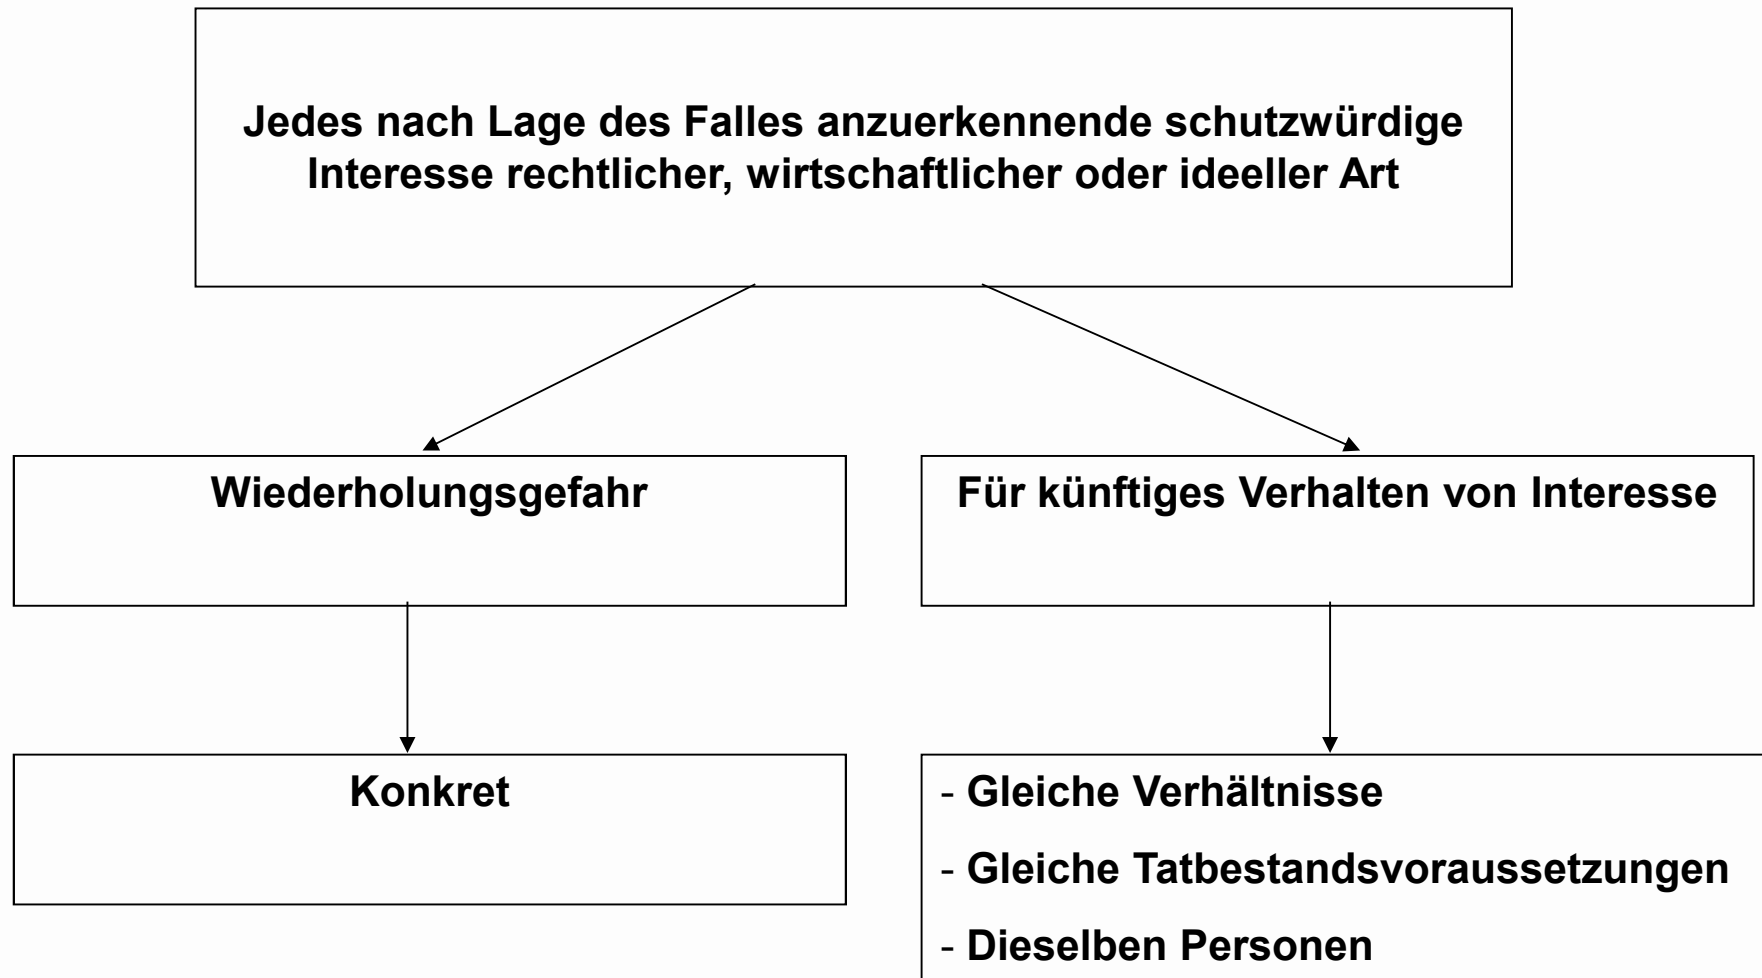 Jedes nach Lage des Falles anzuerkennende schutzwürdige
Interesse rechtlicher, wirtschaftlicher oder ideeller Art
Wiederholungsgefahr
Für künftiges Verhalten von Interesse
Konkret
- Gleiche Verhältnisse
- Gleiche Tatbestandsvoraussetzungen
- Dieselben Personen